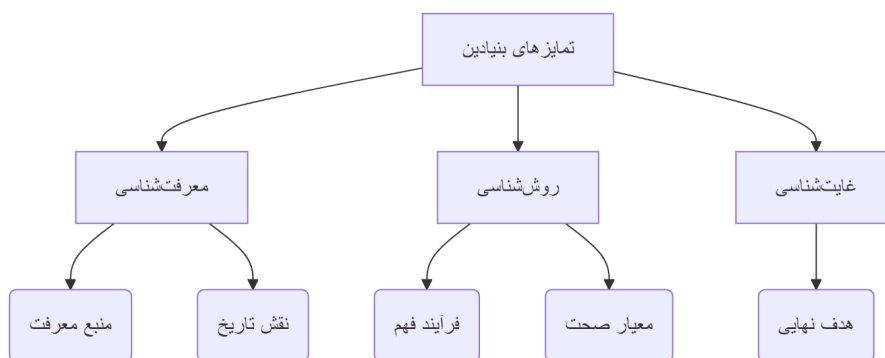 تمایزهای بنیادین
معرفت‌شناسی
روش‌شناسی
غایت‌شناسی
منبع معرفت
نقش تاریخ
فرآیند فهم
معیار صحت
هدف نهایی